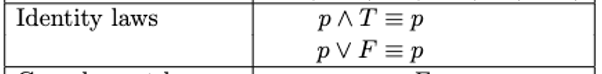 Identity laws p ∧ T ≡ p
p ∨ F ≡ p